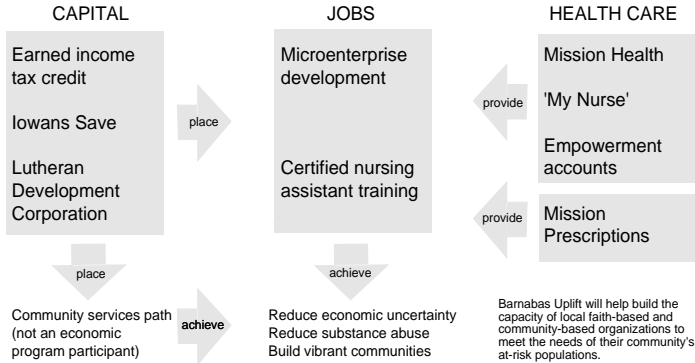 CAPITAL
Earned income
tax credit
Iowans Save
Lutheran
Development
Corporation
place
place
Community services path
(not an economic
program participant)
achieve
JOBS
Microenterprise
development
Certified nursing
assistant training
achieve
Reduce economic uncertainty
Reduce substance abuse
Build vibrant communities
HEALTH CARE
provide
Mission Health
'My Nurse'
Empowerment
accounts
provide
Mission
Prescriptions
Barnabas Uplift will help build the
capacity of local faith-based and
community-based organizations to
meet the needs of their community's
at-risk populations.